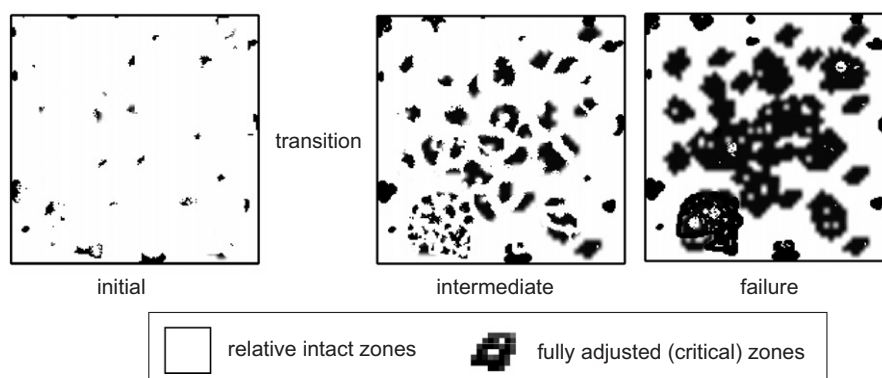 transition
initial
intermediate
failure
relative intact zones
fully adjusted (critical) zones